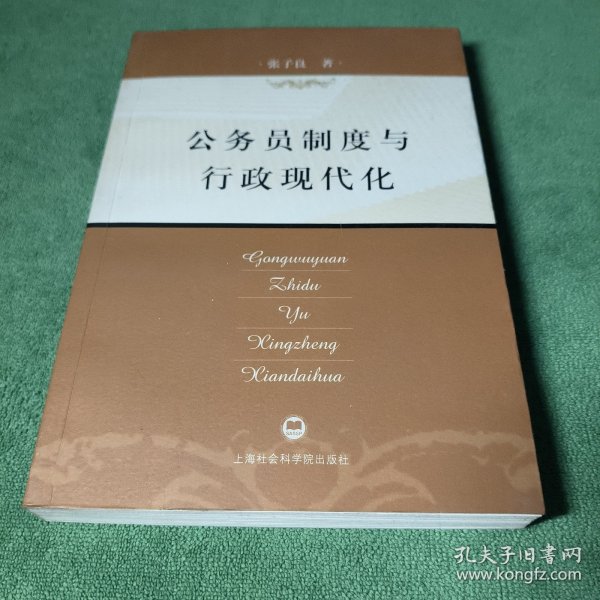 ·张子良 著·
公务员制度与
行政现代化
Gongwuyuan
Zhidu
Yu
Xingzheng
Xiandaihua
SASSP
上海社会科学院出版社
孔夫子旧书网
www.kongfz.com